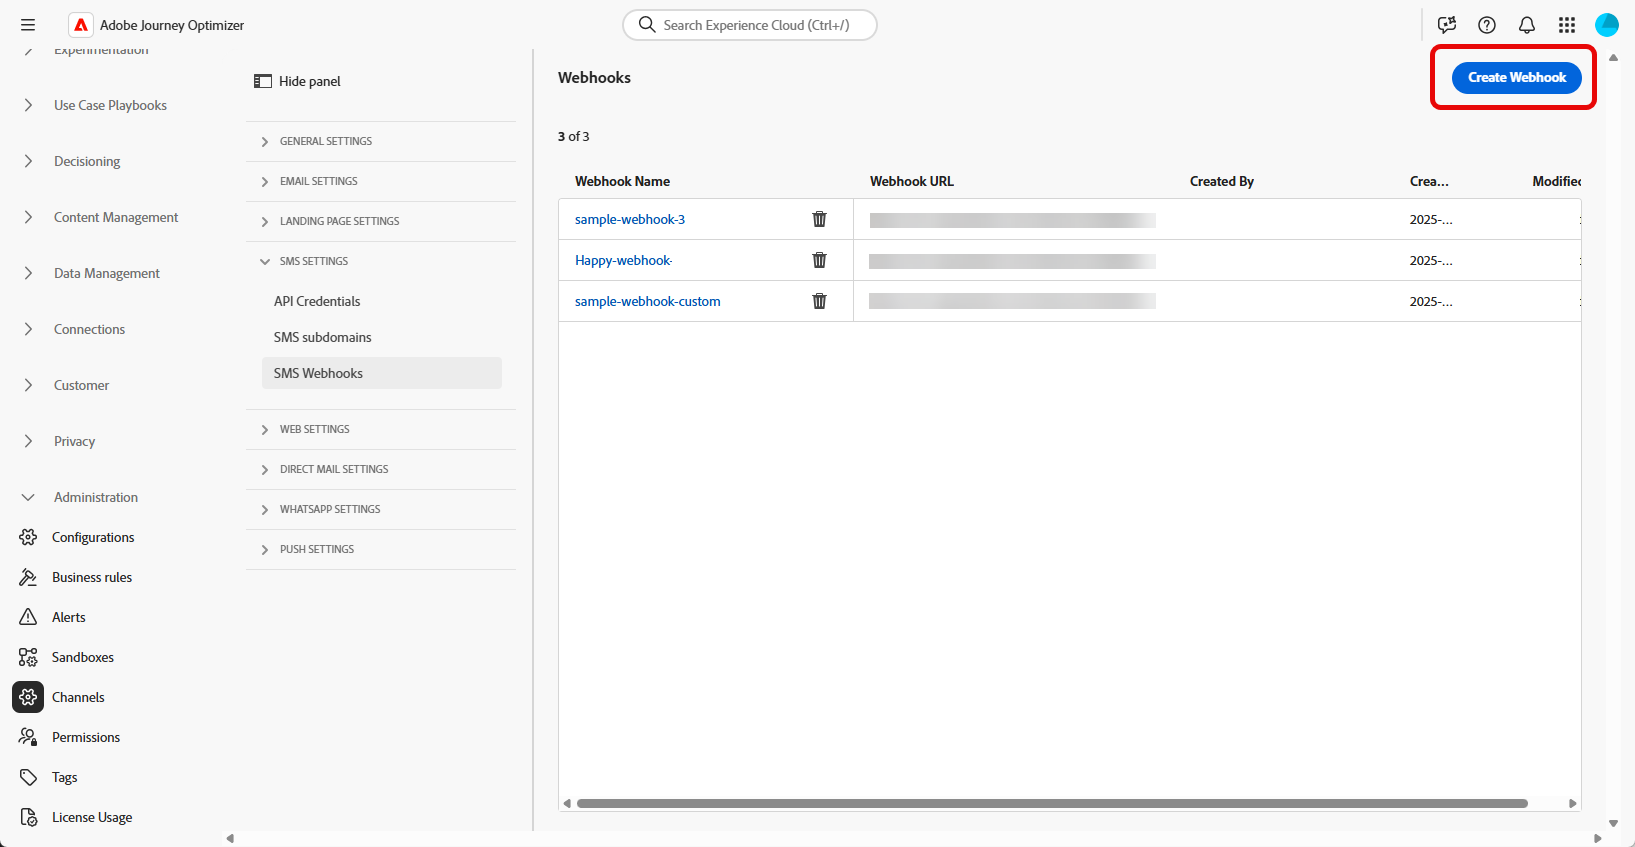 Adobe Journey Optimizer
Search Experience Cloud (Ctrl+/)
Experimentation
Use Case Playbooks
Decisioning
Content Management
Data Management
Connections
Customer
Privacy
Administration
Configurations
Business rules
Alerts
Sandboxes
Channels
Permissions
Tags
License Usage
Hide panel
GENERAL SETTINGS
EMAIL SETTINGS
LANDING PAGE SETTINGS
SMS SETTINGS
API Credentials
SMS subdomains
SMS Webhooks
WEB SETTINGS
DIRECT MAIL SETTINGS
WHATSAPP SETTINGS
PUSH SETTINGS
Webhooks
Create Webhook
3 of 3
Webhook Name Webhook URL Created By Crea... Modified
sample-webhook-3 2025-...
Happy-webhook- 2025-...
sample-webhook-custom 2025-...